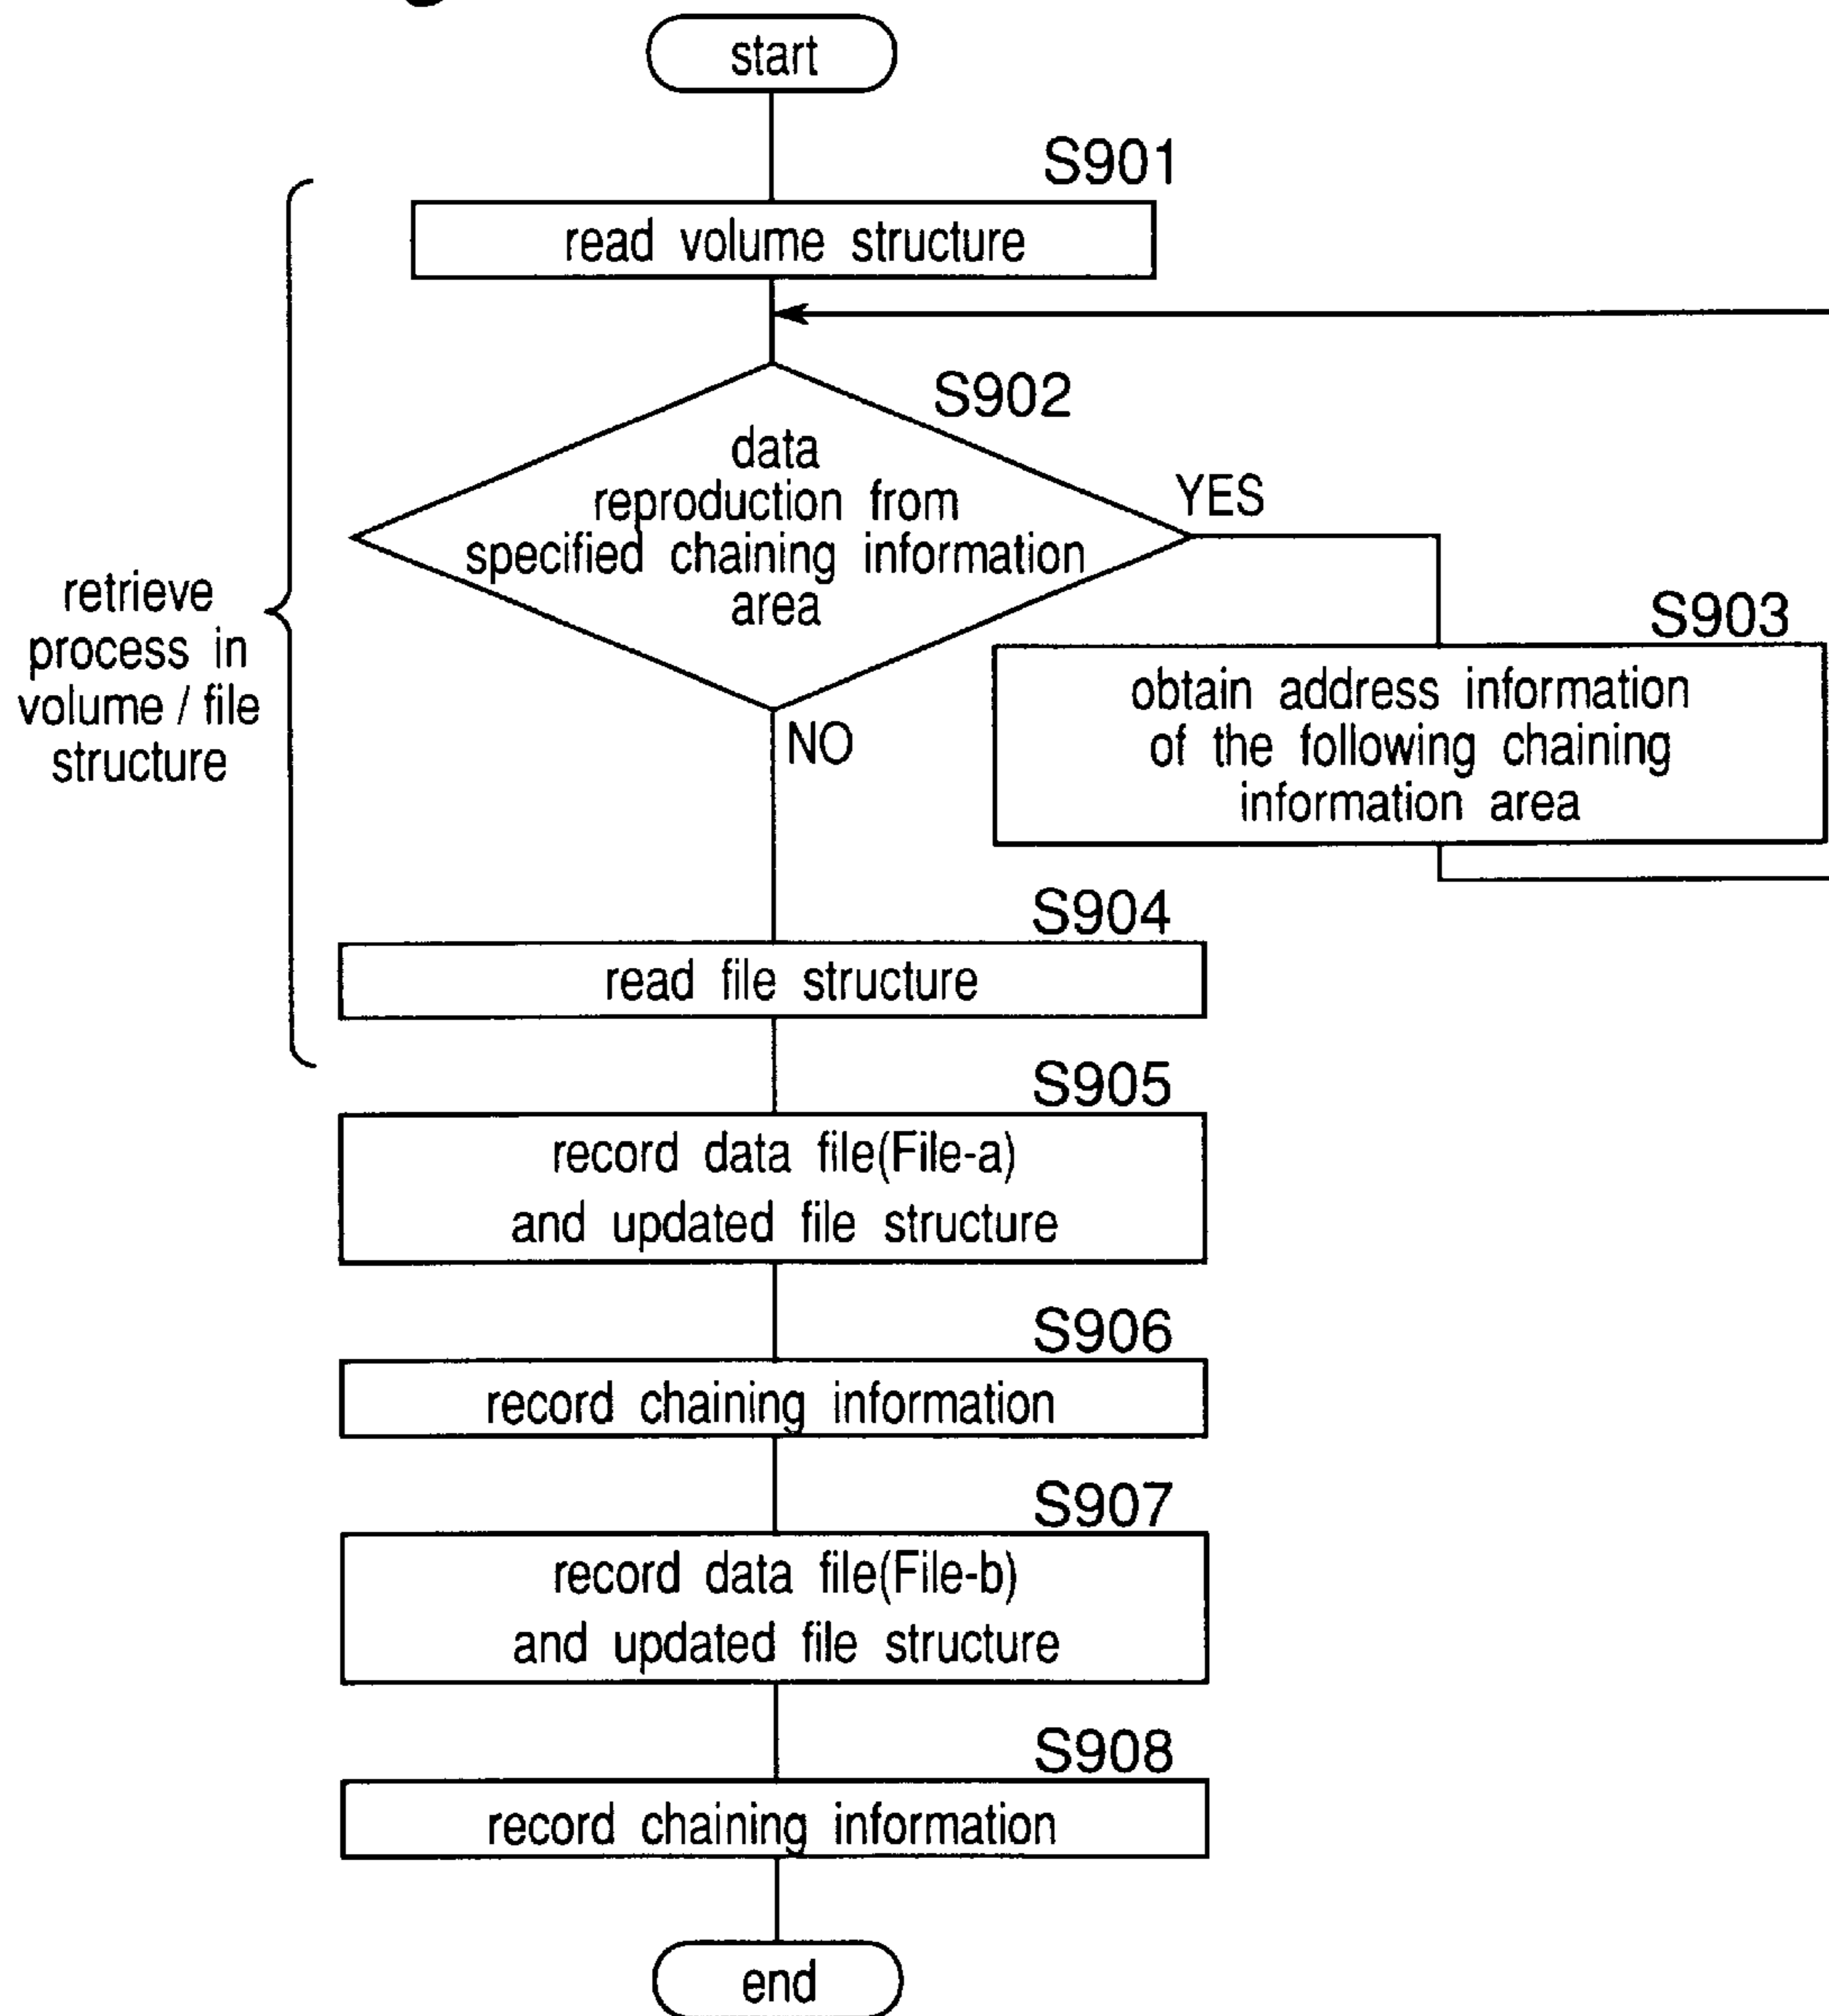 start
S901
read volume structure
S902
data
reproduction from
specified chaining information
area
YES
NO
S903
obtain address information
of the following chaining
information area
retrieve
process in
volume / file
structure
S904
read file structure
S905
record data file(File-a)
and updated file structure
S906
record chaining information
S907
record data file(File-b)
and updated file structure
S908
record chaining information
end